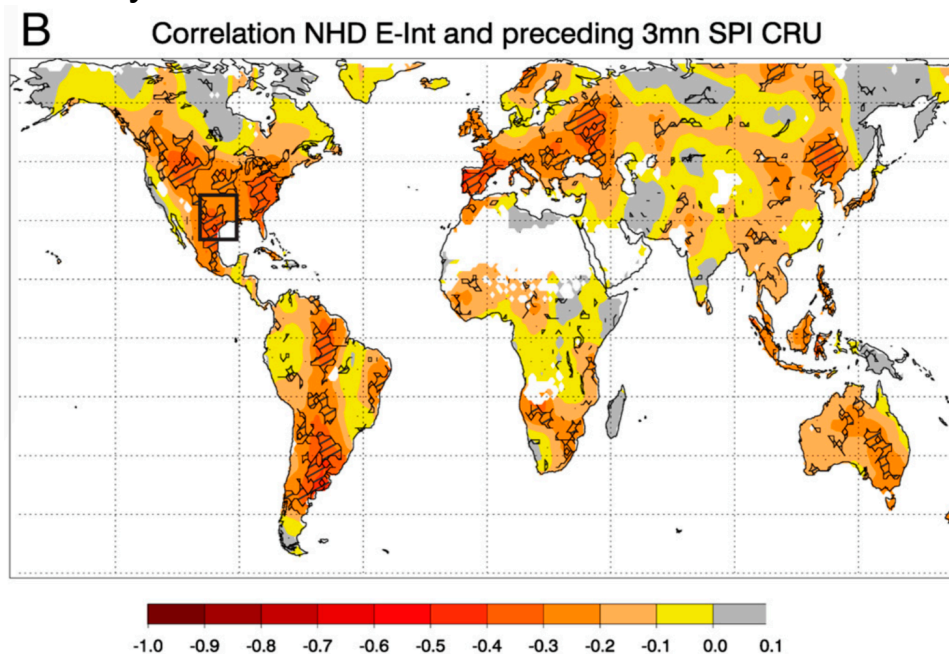 B
Correlation NHD E-Int and preceding 3mn SPI CRU
-1.0 -0.9 -0.8 -0.7 -0.6 -0.5 -0.4 -0.3 -0.2 -0.1 0.0 0.1